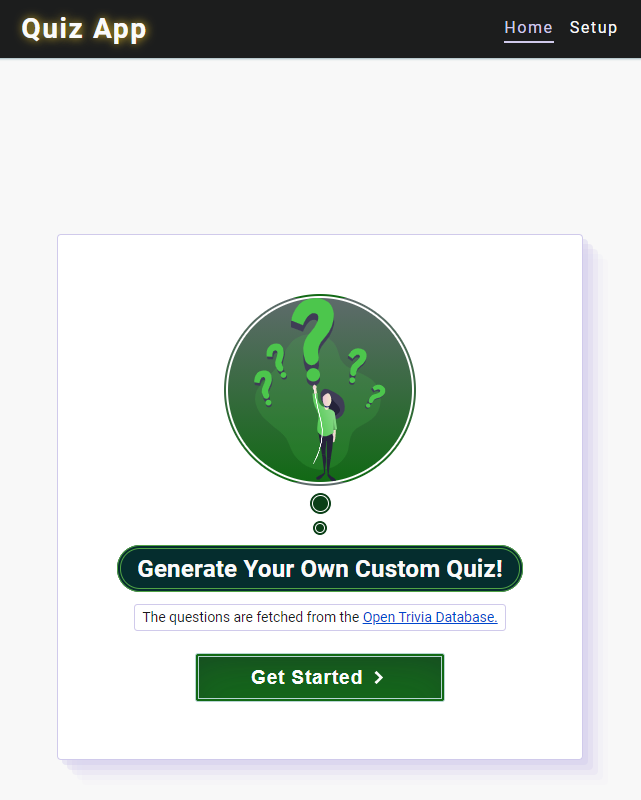 Quiz App
Home Setup
Generate Your Own Custom Quiz!
The questions are fetched from the Open Trivia Database.
Get Started